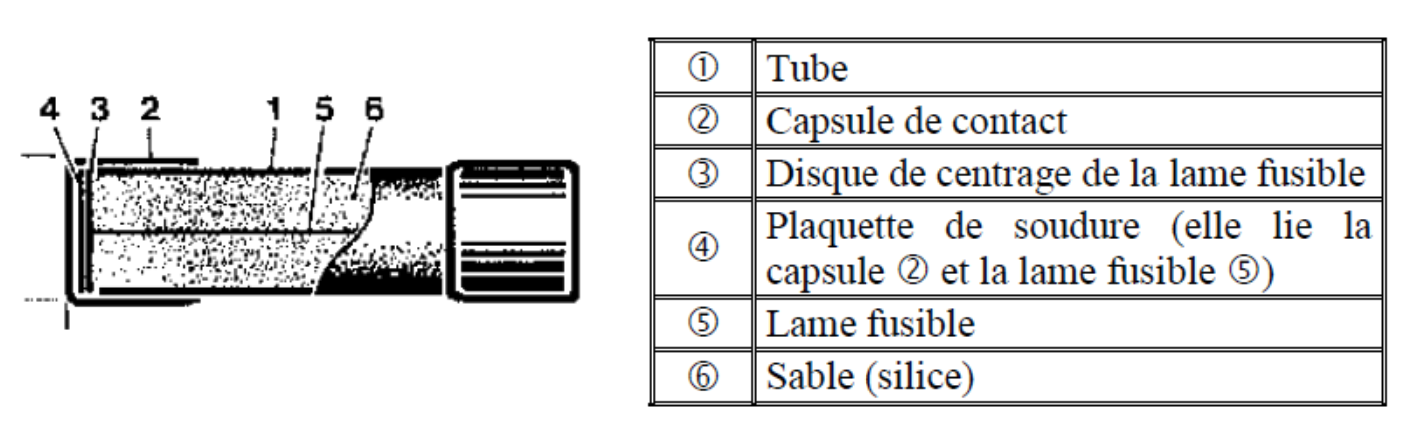 4 3 2 1 5 6
① Tube
② Capsule de contact
③ Disque de centrage de la lame fusible
④ Plaquette de soudure (elle lie la
capsule ② et la lame fusible ⑤)
⑤ Lame fusible
⑥ Sable (silice)